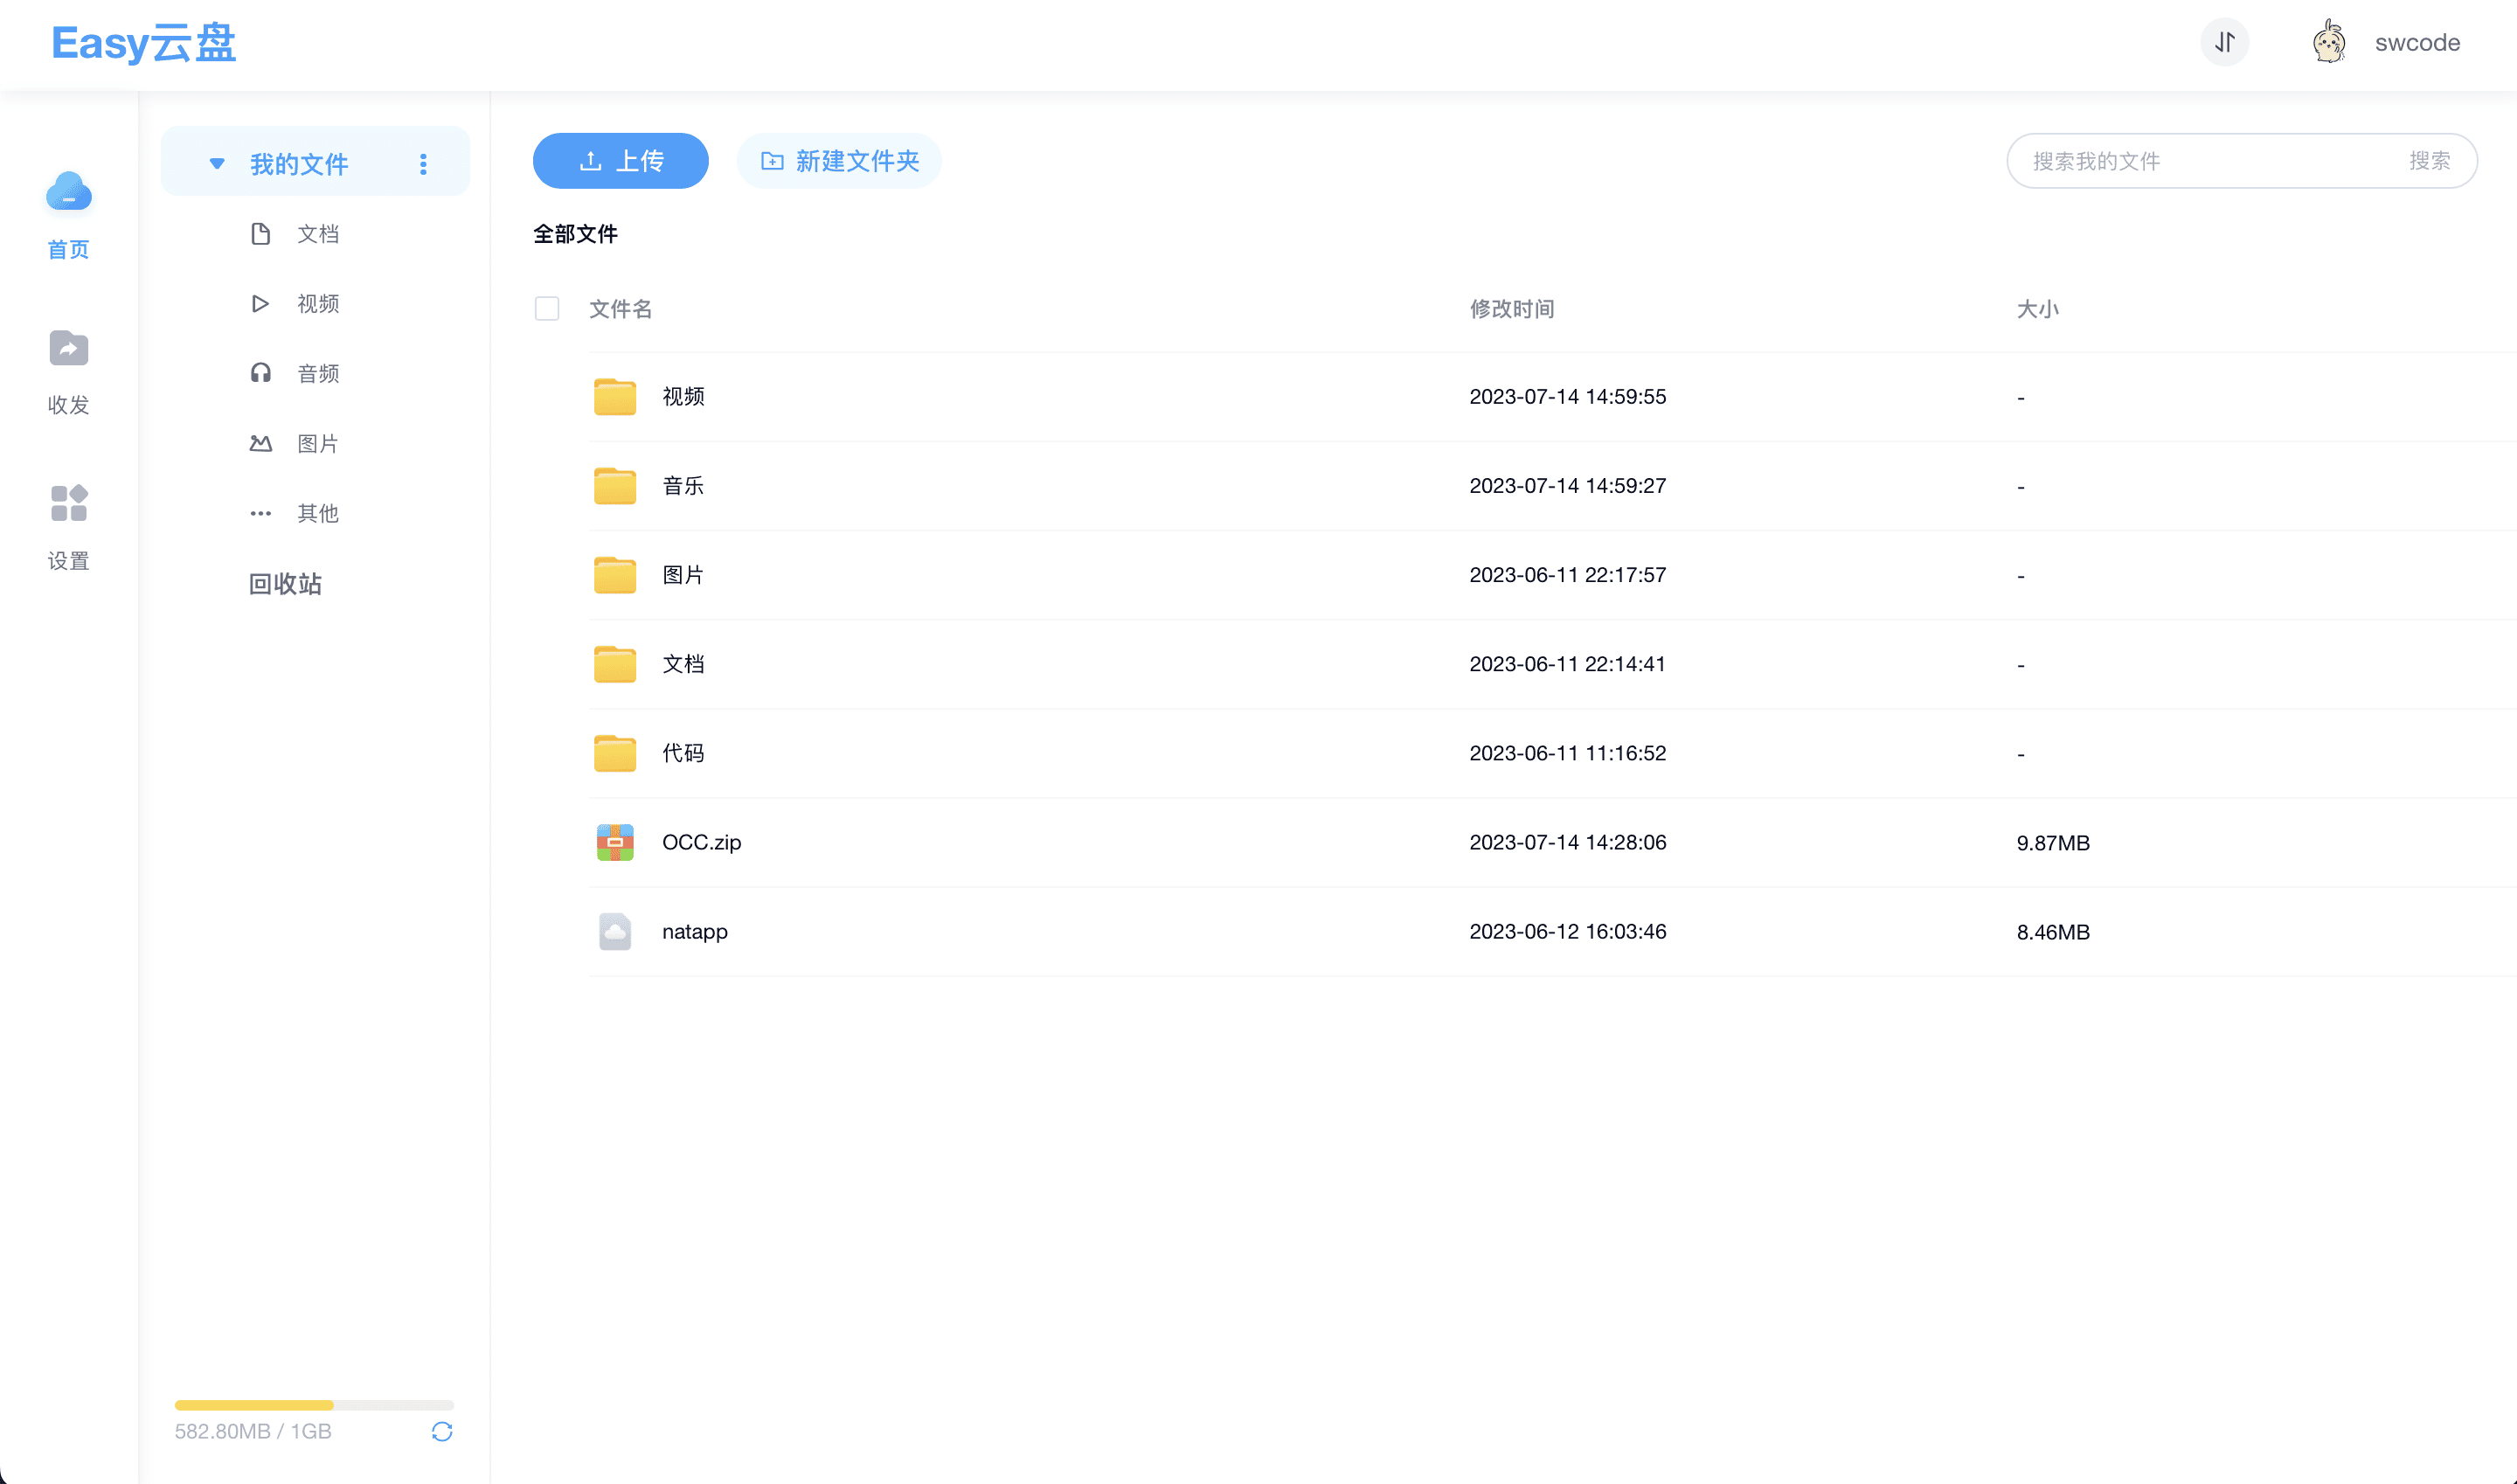 Easy云盘
swcode
首页
收发
设置
我的文件
文档
视频
音频
图片
其他
回收站
582.80MB / 1GB
上传
新建文件夹
搜索我的文件
搜索
全部文件
文件名 修改时间 大小
视频 2023-07-14 14:59:55 -
音乐 2023-07-14 14:59:27 -
图片 2023-06-11 22:17:57 -
文档 2023-06-11 22:14:41 -
代码 2023-06-11 11:16:52 -
OCC.zip 2023-07-14 14:28:06 9.87MB
natapp 2023-06-12 16:03:46 8.46MB